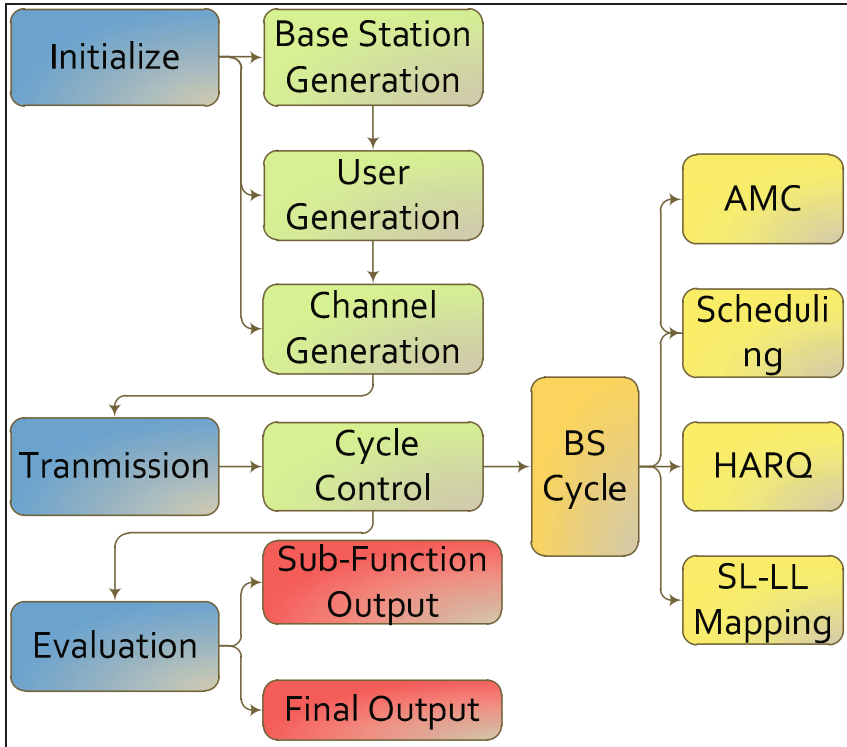 Initialize
Base Station
Generation
User
Generation
Channel
Generation
Tranmission
Cycle
Control
BS
Cycle
AMC
Scheduli
ng
HARQ
SL-LL
Mapping
Evaluation
Sub-Function
Output
Final Output